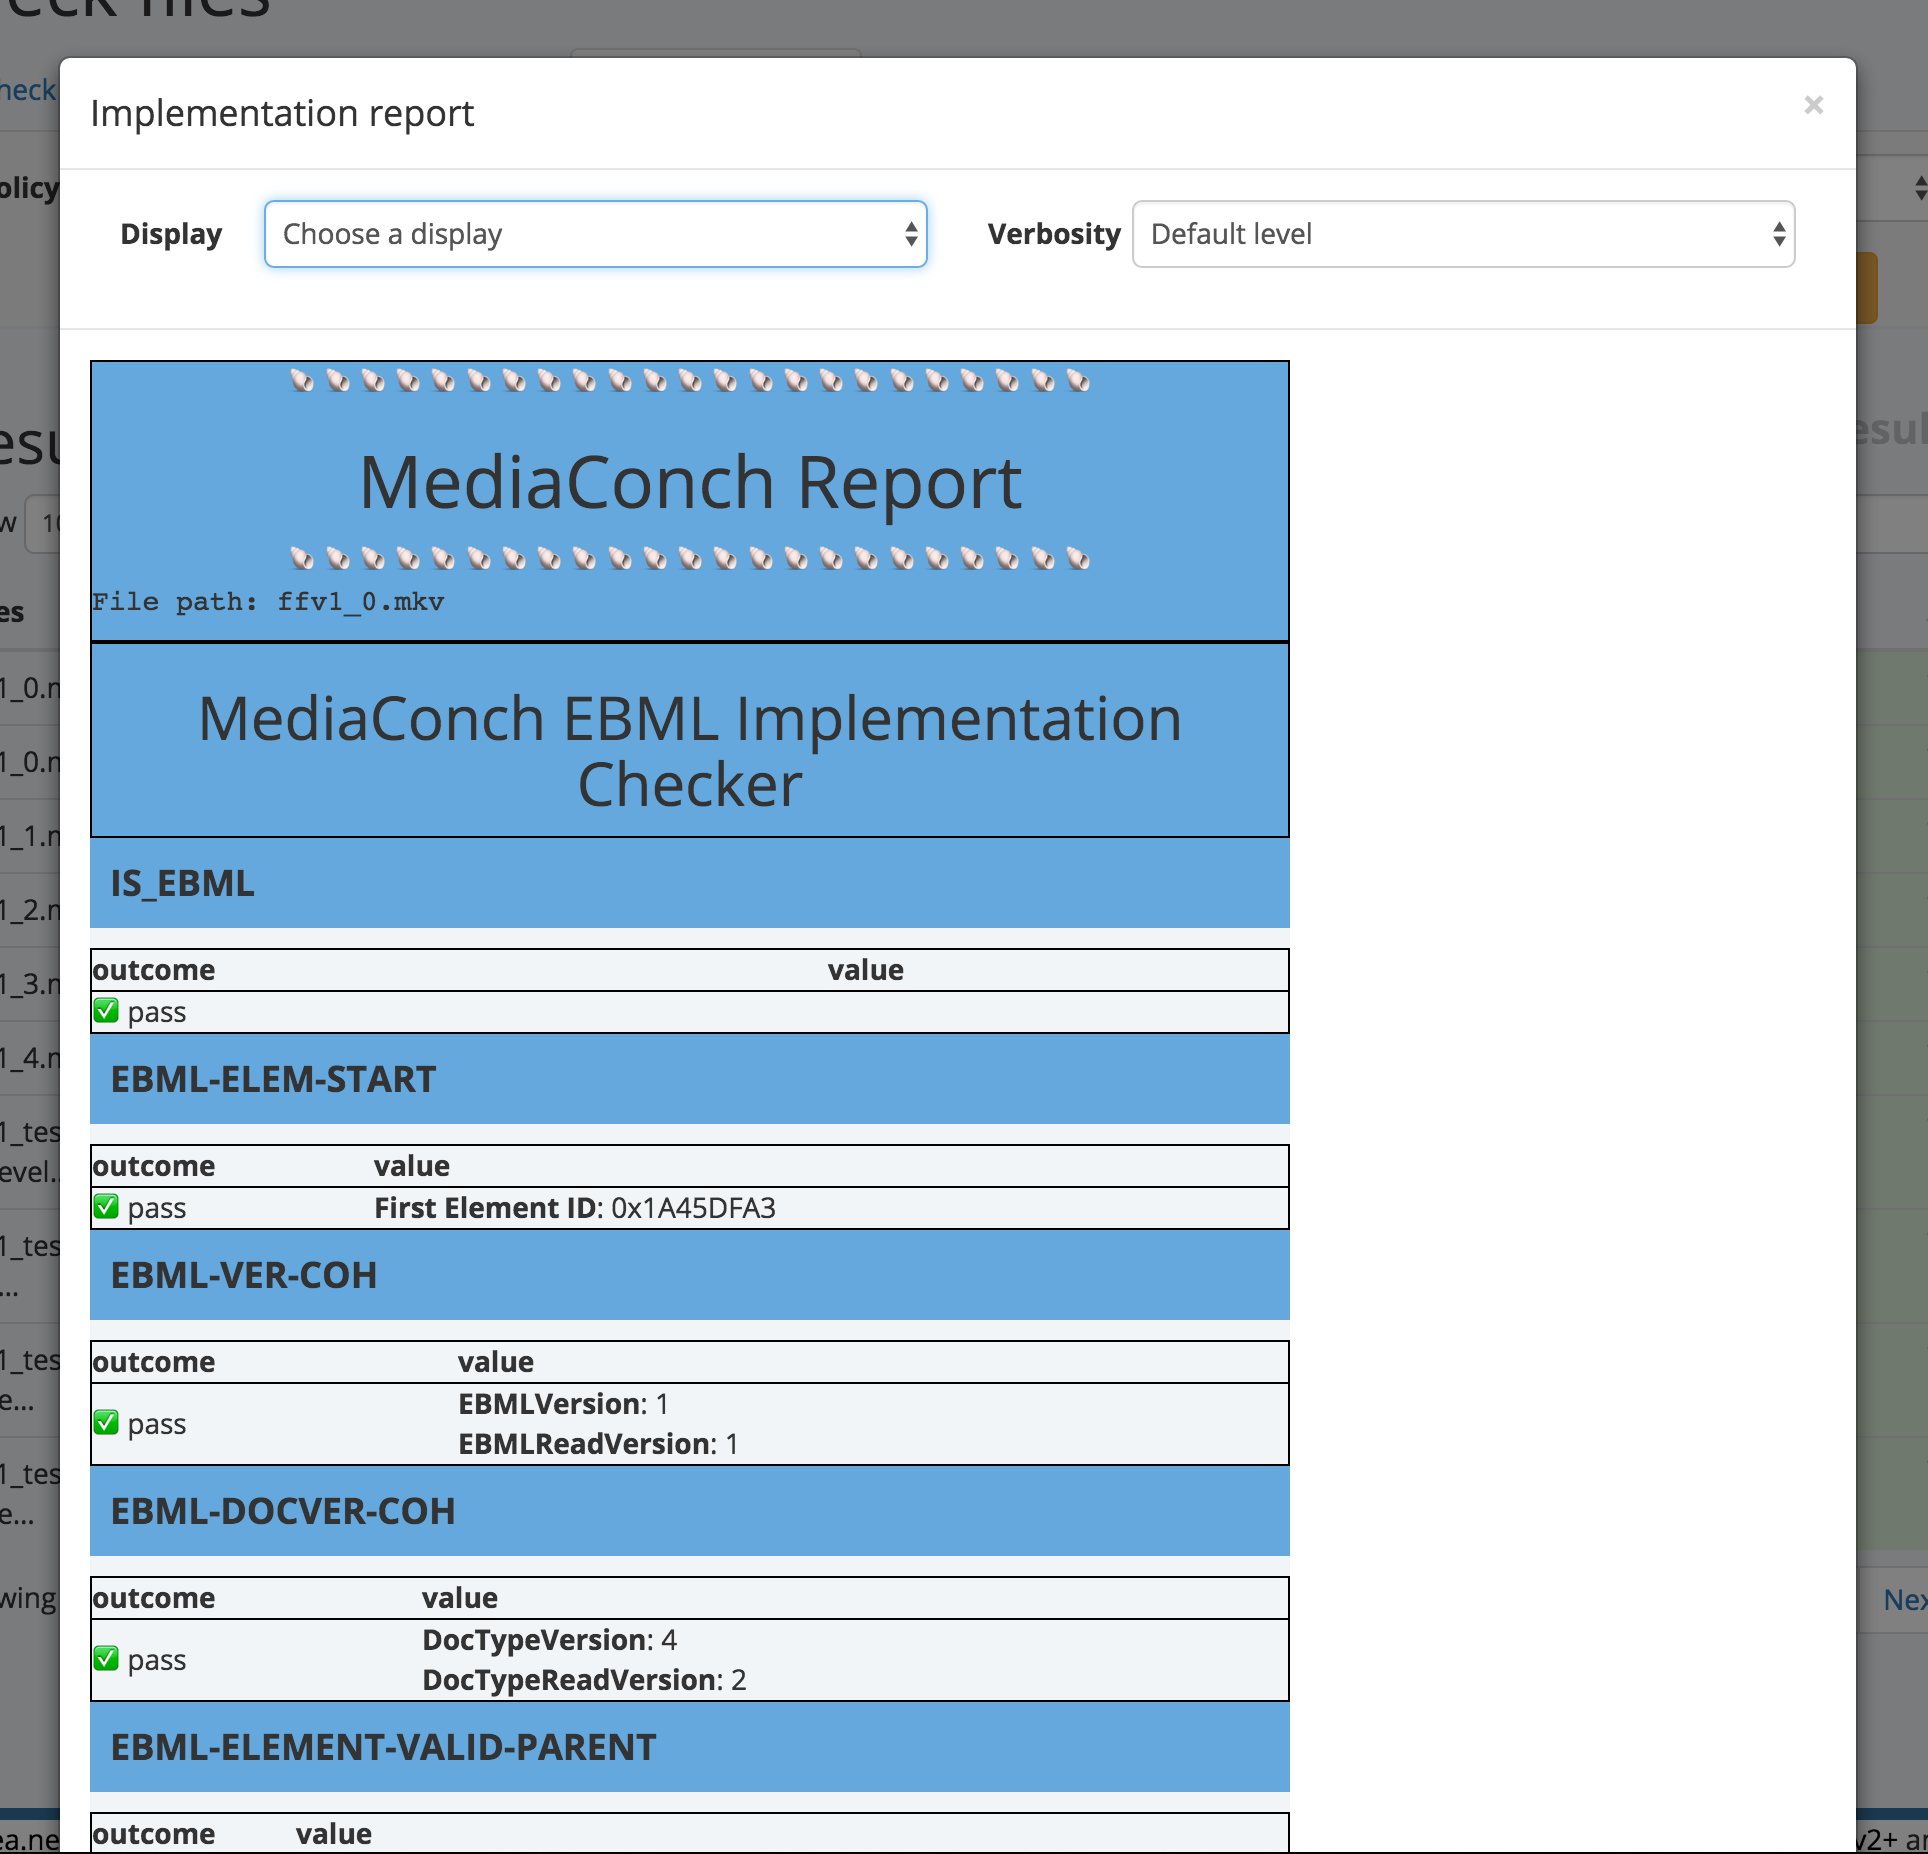 Implementation report
×
Display
Choose a display
Verbosity
Default level
MediaConch Report
File path: ffv1_0.mkv
MediaConch EBML Implementation
Checker
IS_EBML
outcome value
✅ pass
EBML-ELEM-START
outcome value
✅ pass First Element ID: 0x1A45DFA3
EBML-VER-COH
outcome value
✅ pass EBMLVersion: 1
EBMLReadVersion: 1
EBML-DOCVER-COH
outcome value
✅ pass DocTypeVersion: 4
DocTypeReadVersion: 2
EBML-ELEMENT-VALID-PARENT
outcome value